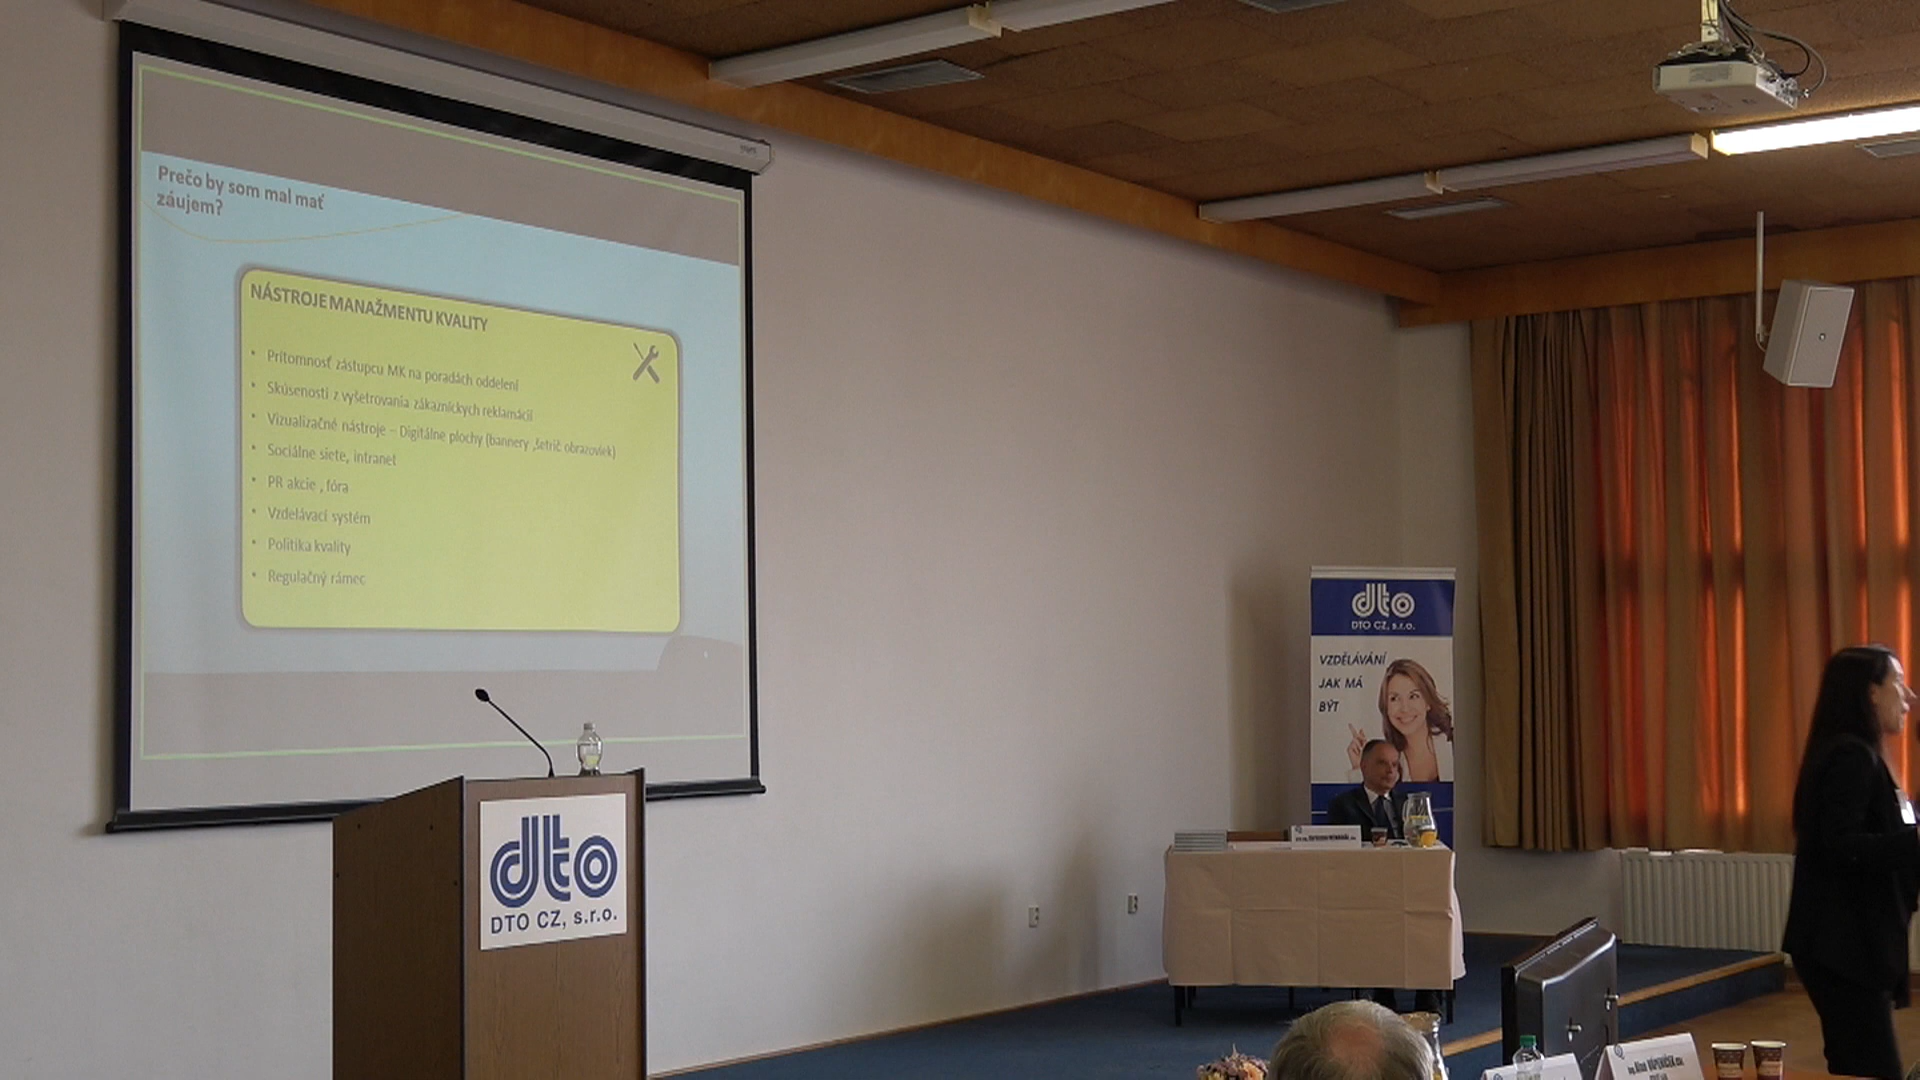 Prečo by som mal mať
záujem?
NÁSTROJE MANAŽMENTU KVALITY
• Prítomnosť zástupcu MK na poradách oddelení
• Skúsenosti z vyšetrovania zákazníckych reklamácií
• Vizualizačné nástroje – Digitálne plochy (bannery ,šetrič obrazoviek)
• Sociálne siete, intranet
• PR akcie , fóra
• Vzdelávací systém
• Politika kvality
• Regulačný rámec
dto
DTO CZ, s.r.o.
dto
DTO CZ, s.r.o.
VZDĚLÁVÁNÍ
JAK MÁ
BÝT